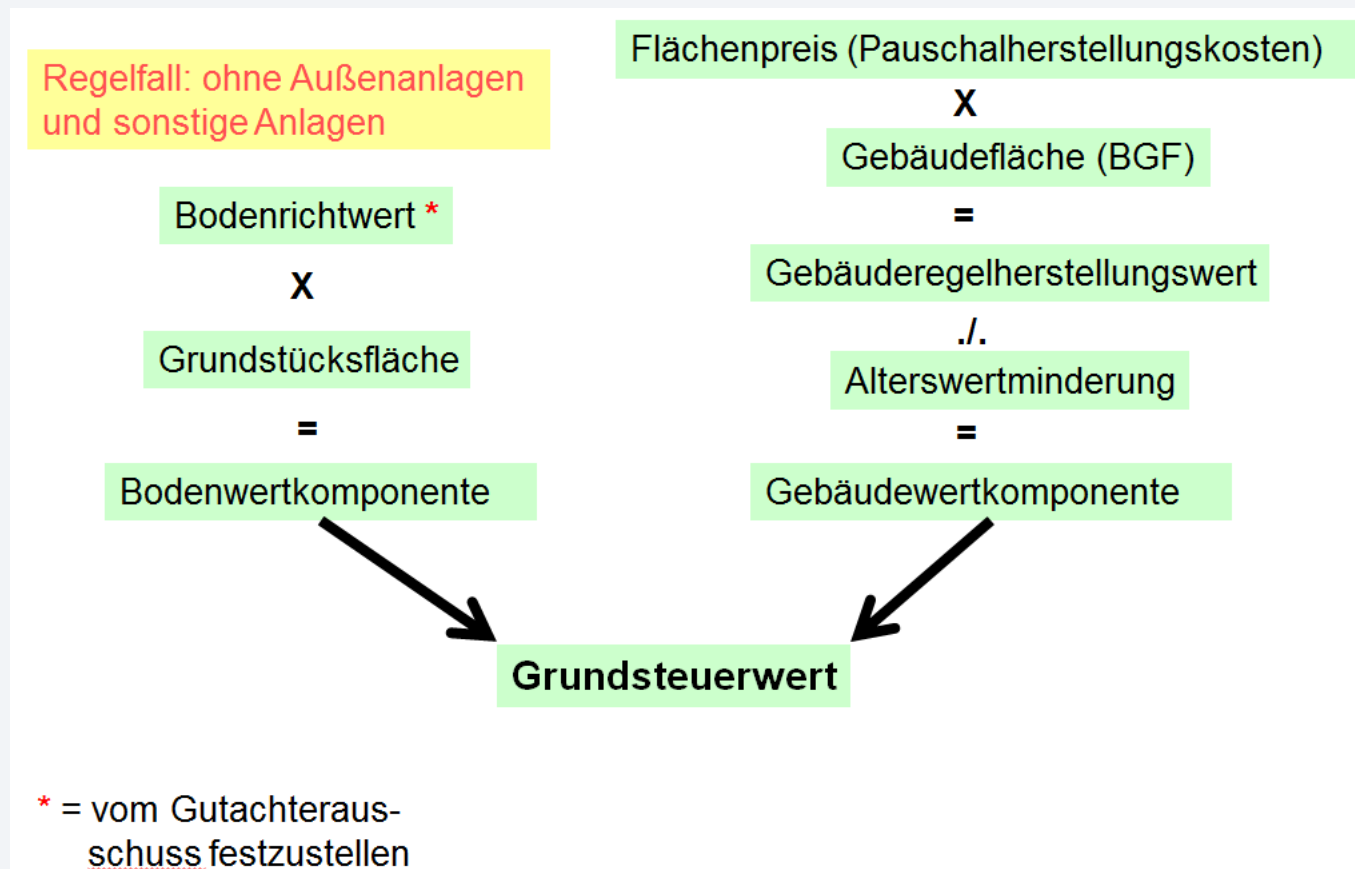 Regelfall: ohne Außenanlagen
und sonstige Anlagen
Bodenrichtwert *
X
Grundstücksfläche
=
Bodenwertkomponente
Flächenpreis (Pauschalherstellungskosten)
X
Gebäudefläche (BGF)
=
Gebäuderegelherstellungswert
./.
Alterswertminderung
=
Gebäudewertkomponente
Grundsteuerwert
* = vom Gutachteraus-
schuss festzustellen